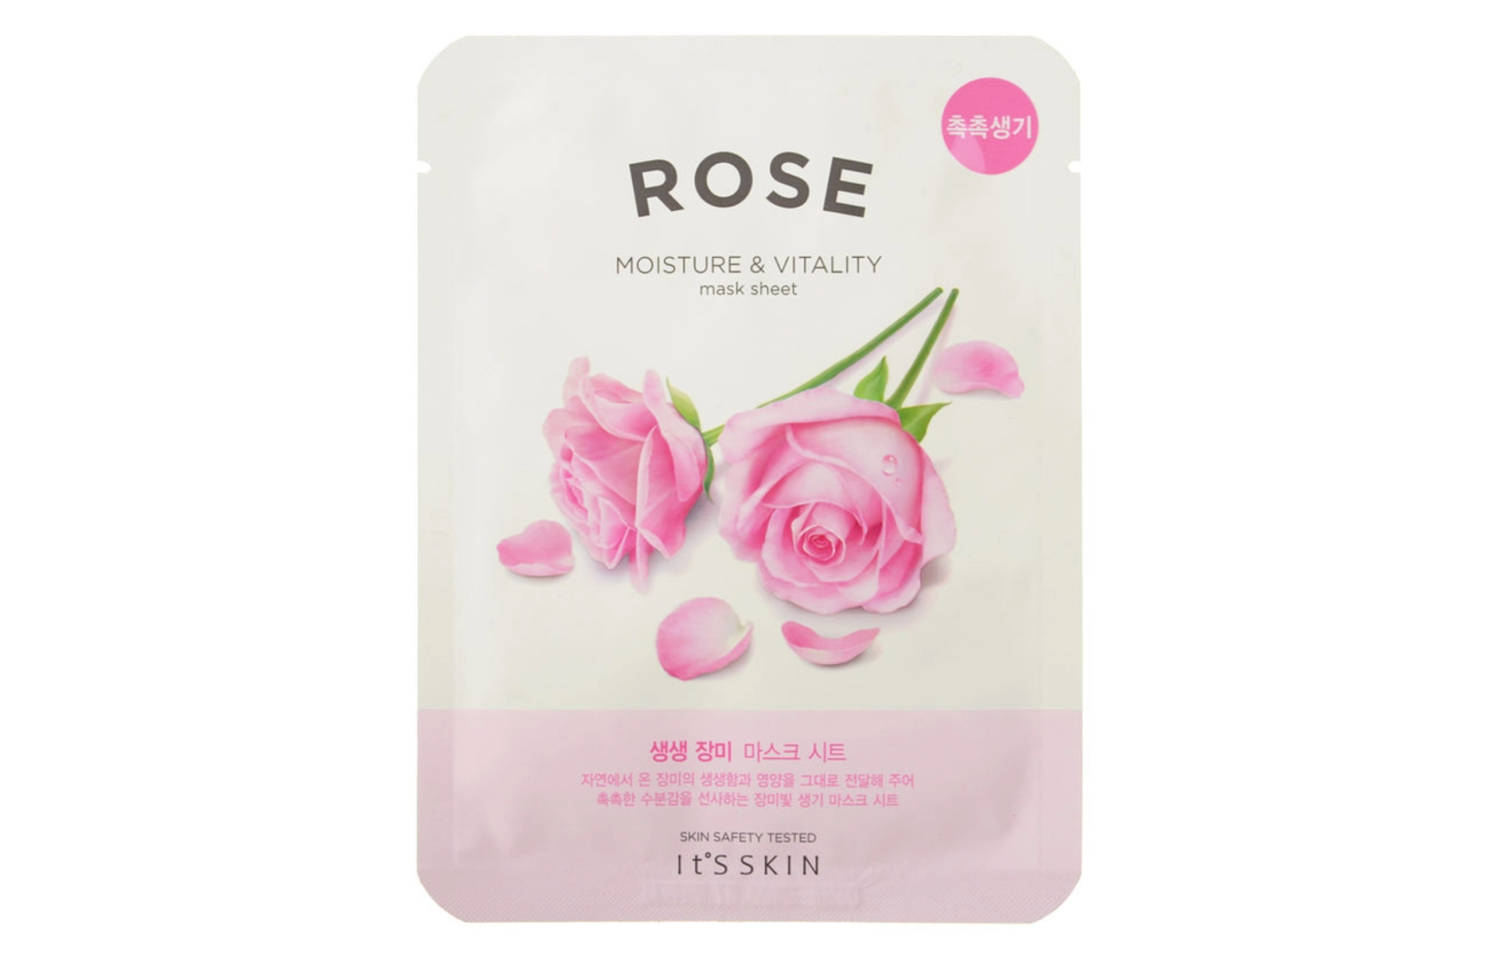 촉촉생기
ROSE
MOISTURE & VITALITY
mask sheet
생생 장미 마스크 시트
자연에서 온 장미의 생생함과 영양을 그대로 전달해 주어
촉촉한 수분감을 선사하는 장미빛 생기 마스크 시트
SKIN SAFETY TESTED
It°S SKIN